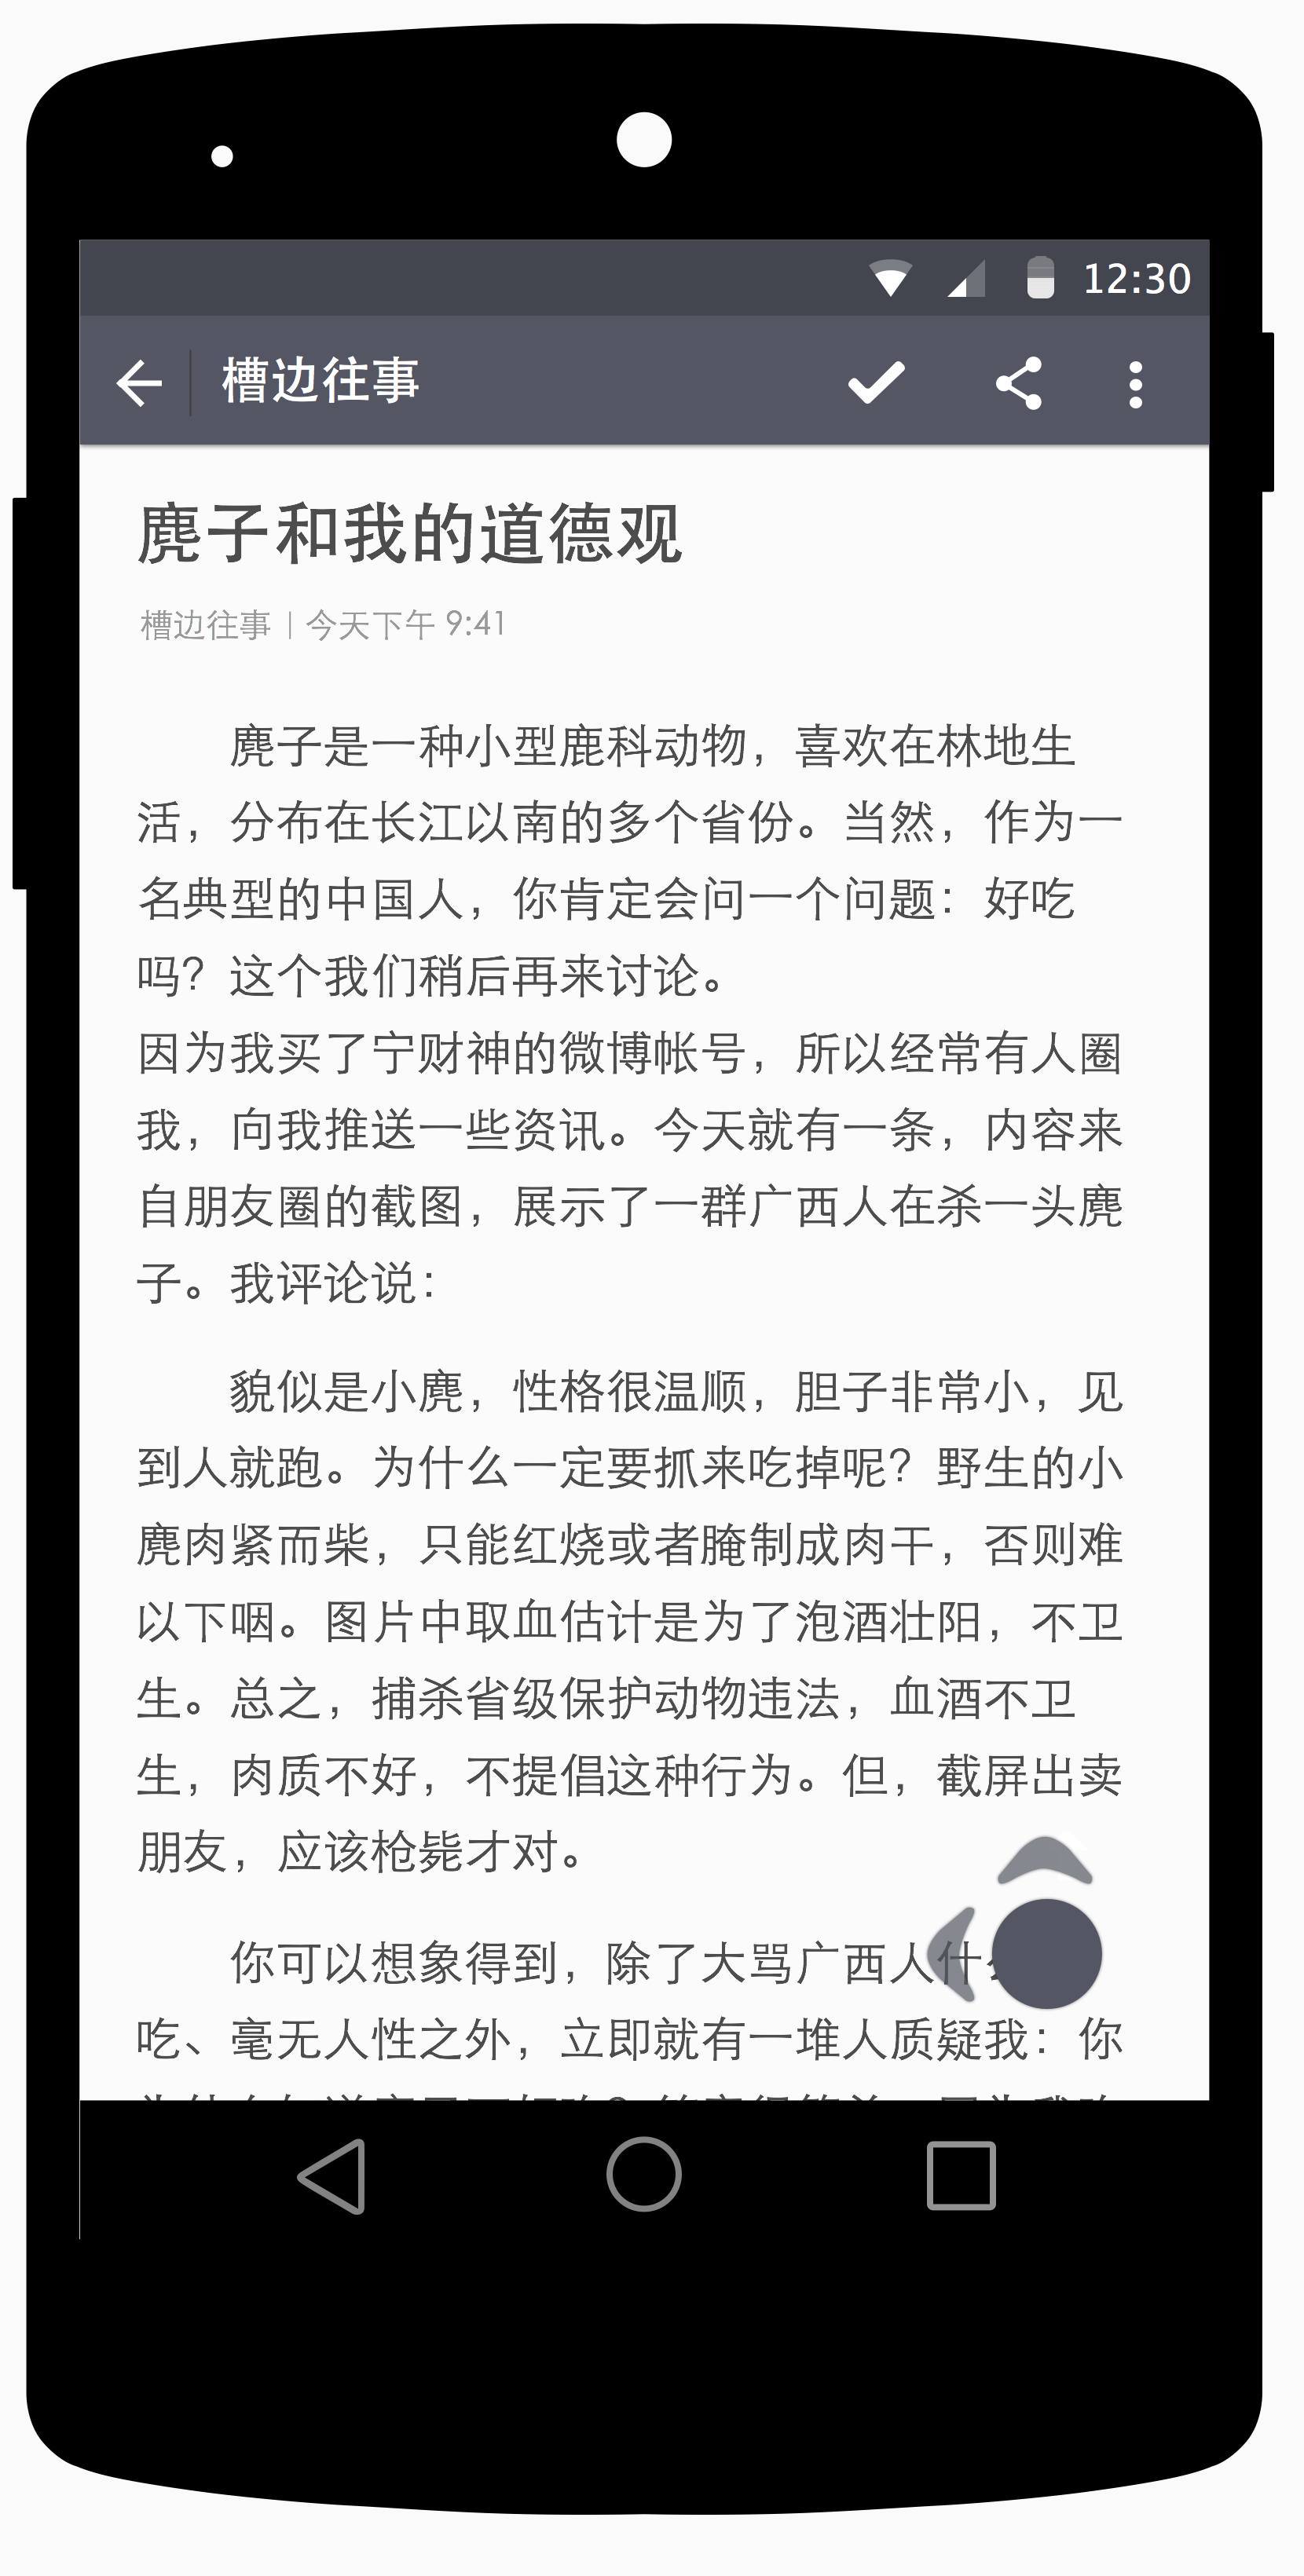 12:30
槽边往事
麂子和我的道德观
槽边往事 | 今天下午 9:41
麂子是一种小型鹿科动物，喜欢在林地生
活，分布在长江以南的多个省份。当然，作为一
名典型的中国人，你肯定会问一个问题：好吃
吗？这个我们稍后再来讨论。
因为我买了宁财神的微博帐号，所以经常有人圈
我，向我推送一些资讯。今天就有一条，内容来
自朋友圈的截图，展示了一群广西人在杀一头麂
子。我评论说：
貌似是小麂，性格很温顺，胆子非常小，见
到人就跑。为什么一定要抓来吃掉呢？野生的小
麂肉紧而柴，只能红烧或者腌制成肉干，否则难
以下咽。图片中取血估计是为了泡酒壮阳，不卫
生。总之，捕杀省级保护动物违法，血酒不卫
生，肉质不好，不提倡这种行为。但，截屏出卖
朋友，应该枪毙才对。
你可以想象得到，除了大骂广西人什
吃、毫无人性之外，立即就有一堆人质疑我：你